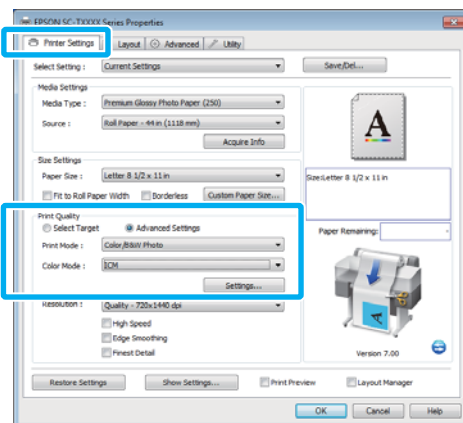 EPSON SC-TXXXX Series Properties
Printer Settings Layout Advanced Utility
Select Setting : Current Settings Save/Del...
Media Settings
Media Type : Premium Glossy Photo Paper (250)
Source : Roll Paper - 44 in (1118 mm)
Acquire Info
A
Size Settings
Paper Size : Letter 8 1/2 x 11 in
Size:Letter 8 1/2 x 11 in
Fit to Roll Paper Width Borderless Custom Paper Size...
Print Quality
Select Target Advanced Settings
Paper Remaining:
Print Mode : Color/B&W Photo
Color Mode : ICM
Settings...
Resolution : Quality - 720x1440 dpi
High Speed
Edge Smoothing
Finest Detail
A
Version 7.00
Restore Settings Show Settings... Print Preview Layout Manager
OK Cancel Help